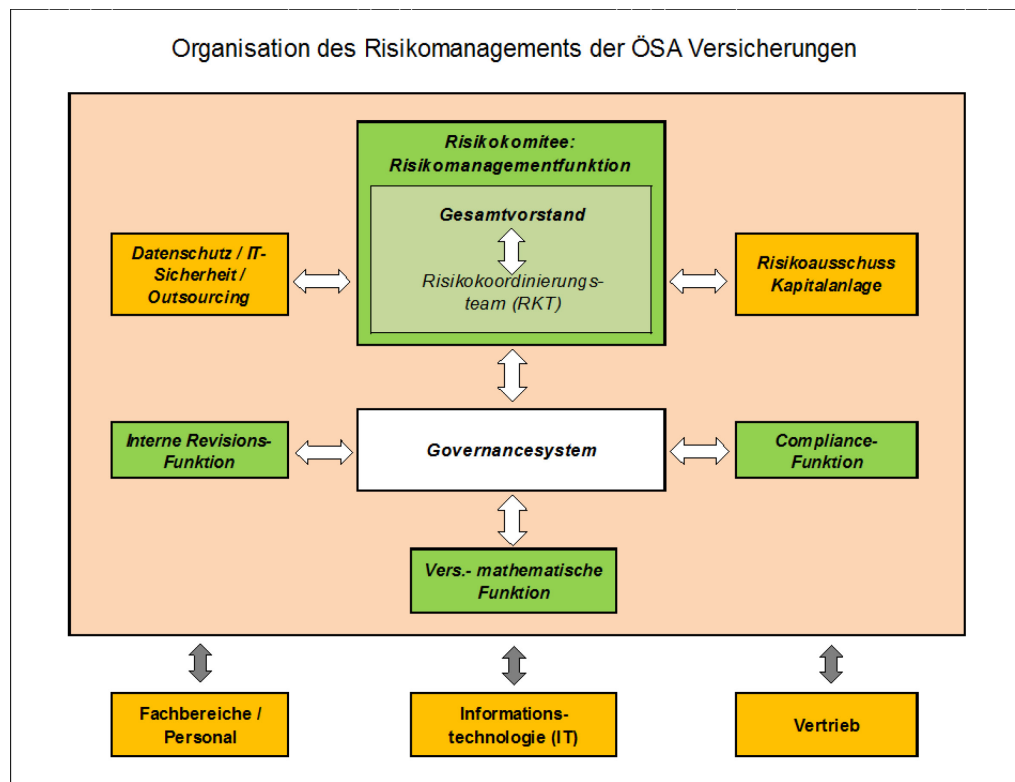 Organisation des Risikomanagements der ÖSA Versicherungen
Risikokomitee:
Risikomanagementfunktion
Gesamtvorstand
Risikokoordinierungs-
team (RKT)
Datenschutz / IT-
Sicherheit /
Outsourcing
Risikoausschuss
Kapitalanlage
Interne Revisions-
Funktion
Governancesystem
Compliance-
Funktion
Vers.- mathematische
Funktion
Fachbereiche /
Personal
Informations-
technologie (IT)
Vertrieb